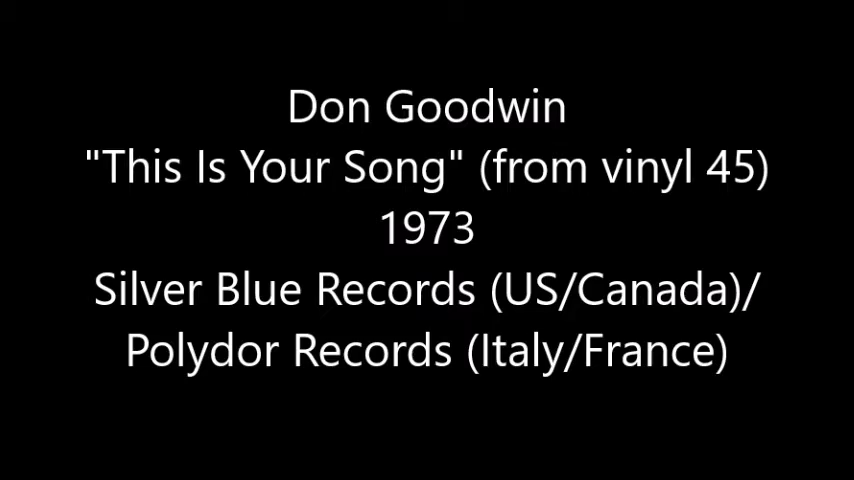 Don Goodwin
"This Is Your Song" (from vinyl 45)
1973
Silver Blue Records (US/Canada)/
Polydor Records (Italy/France)